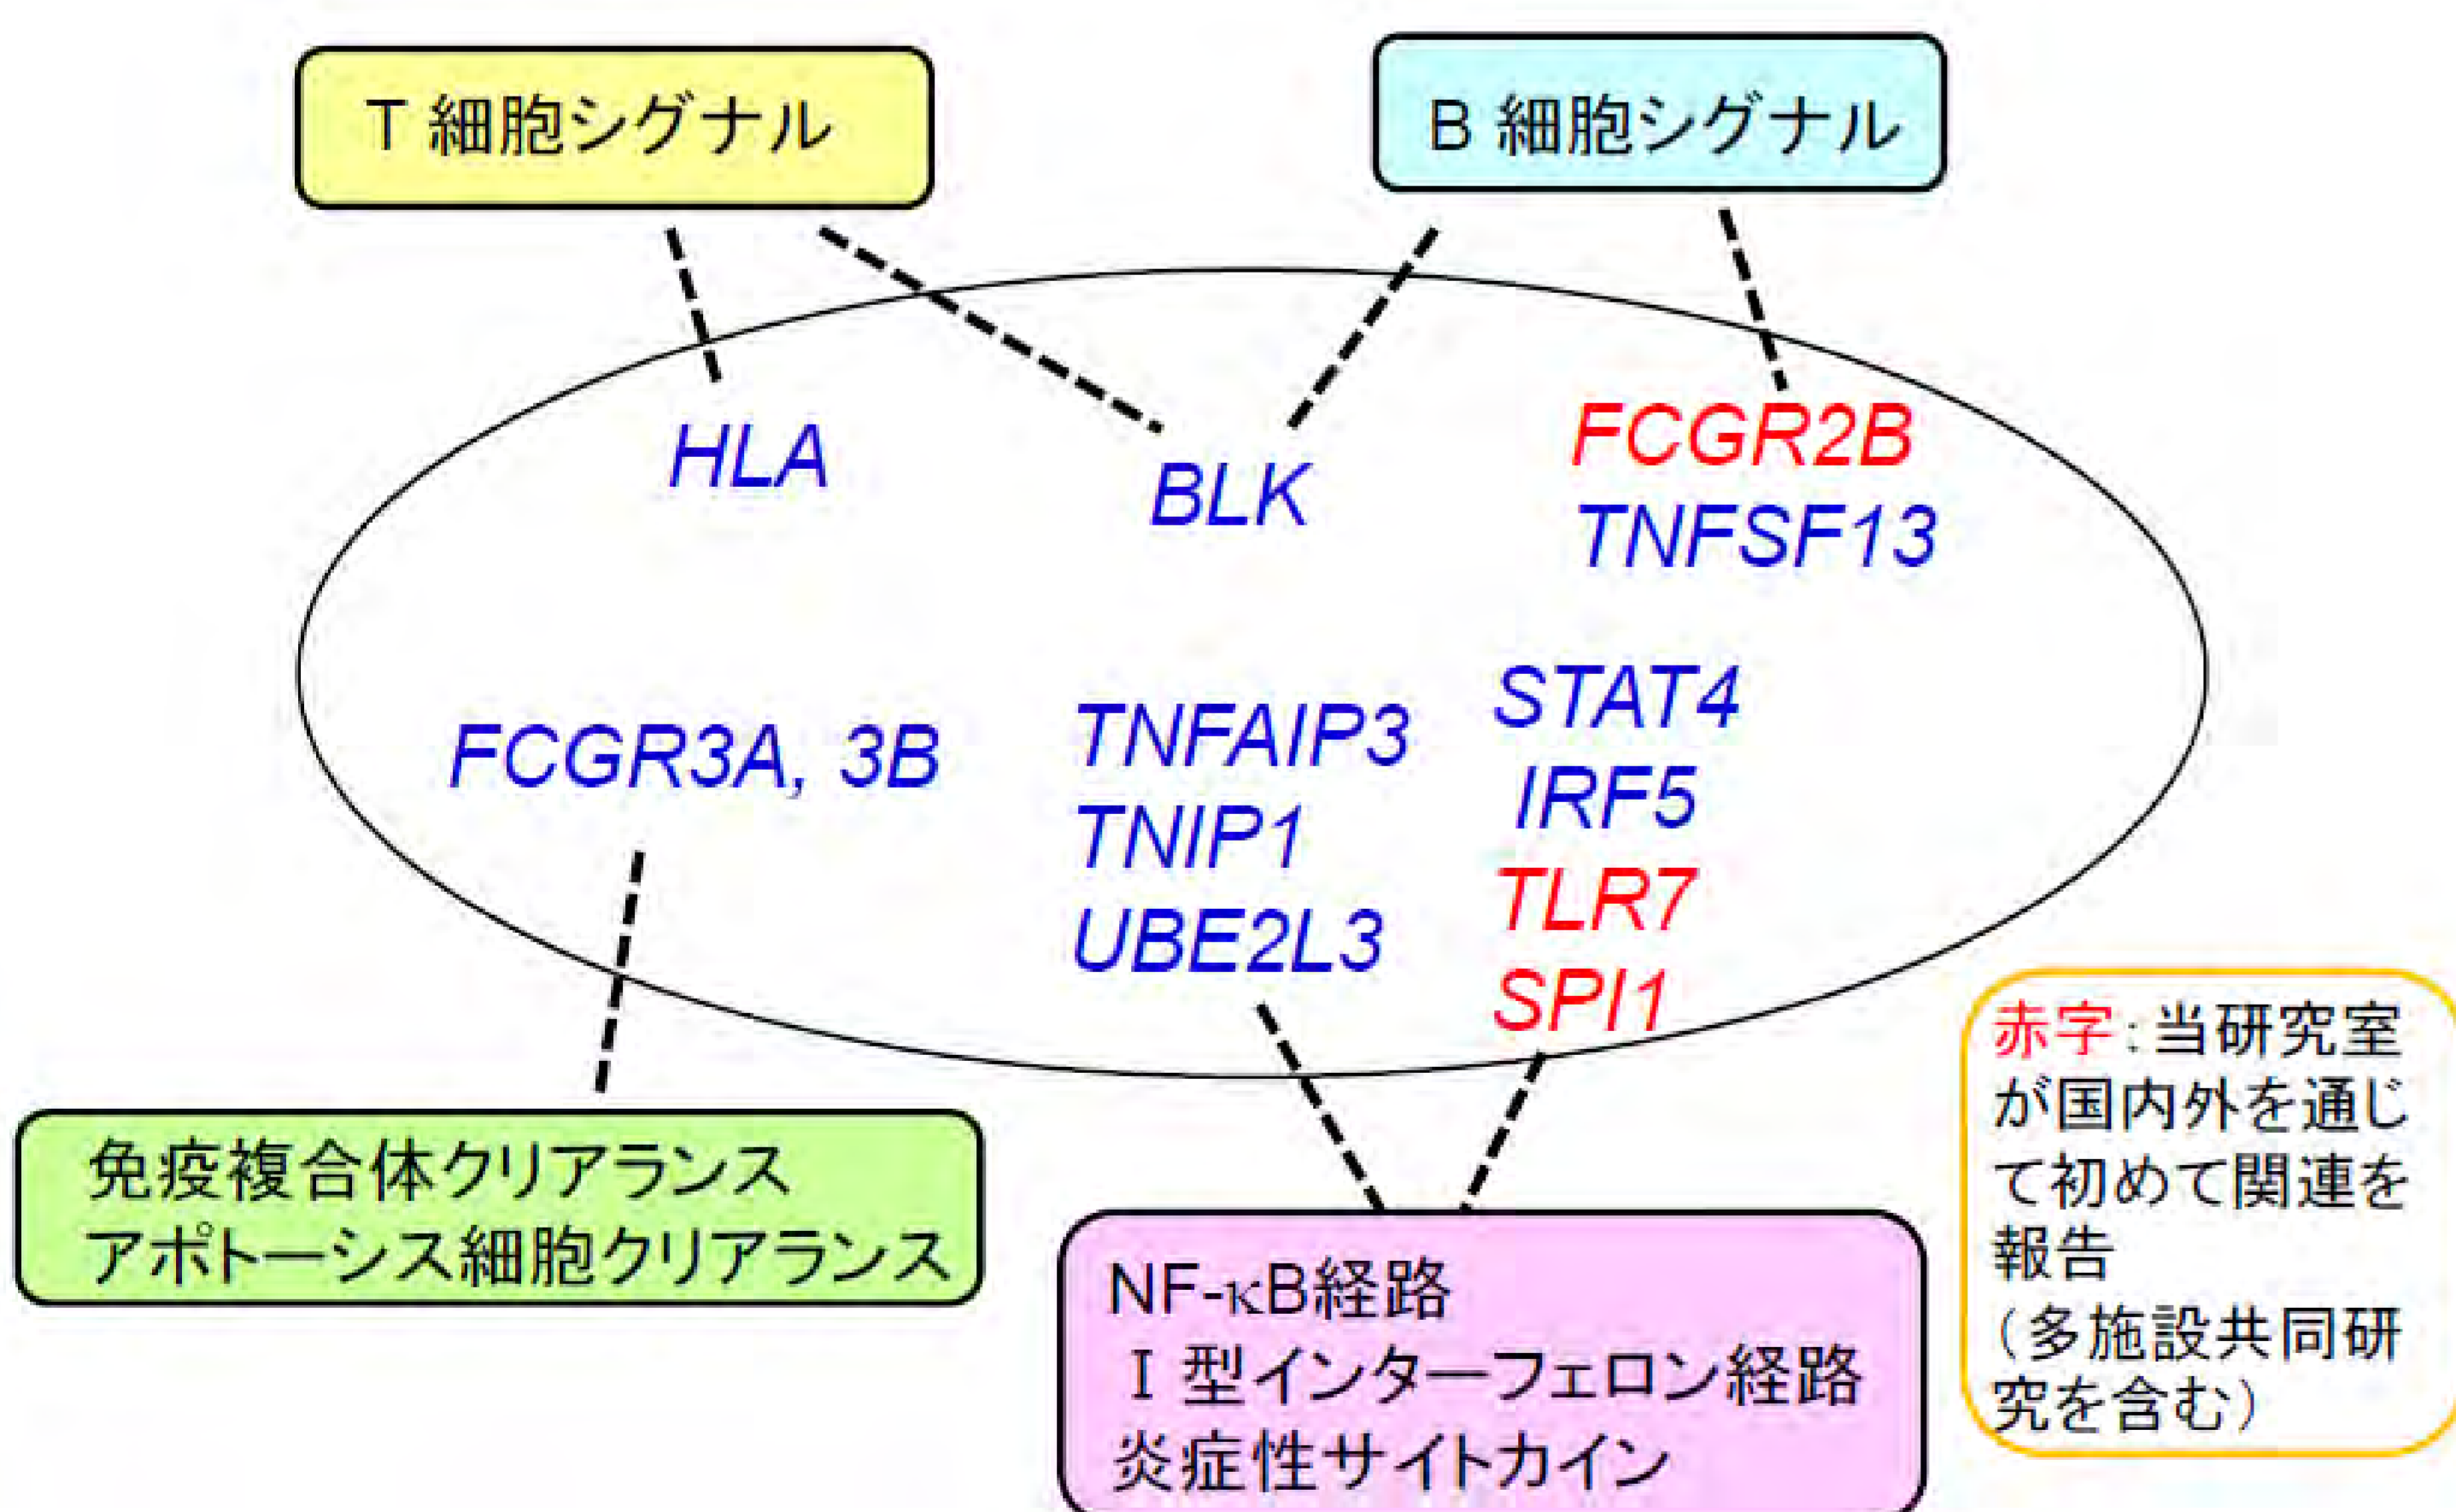 T 細胞シグナル
B 細胞シグナル
HLA
BLK
FCGR2B
TNFSF13
FCGR3A, 3B
TNFAIP3
TNIP1
UBE2L3
STAT4
IRF5
TLR7
SPI1
免疫複合体クリアランス
アポトーシス細胞クリアランス
NF-κB経路
Ⅰ型インターフェロン経路
炎症性サイトカイン
赤字：当研究室
が国内外を通じ
て初めて関連を
報告
（多施設共同研
究を含む）